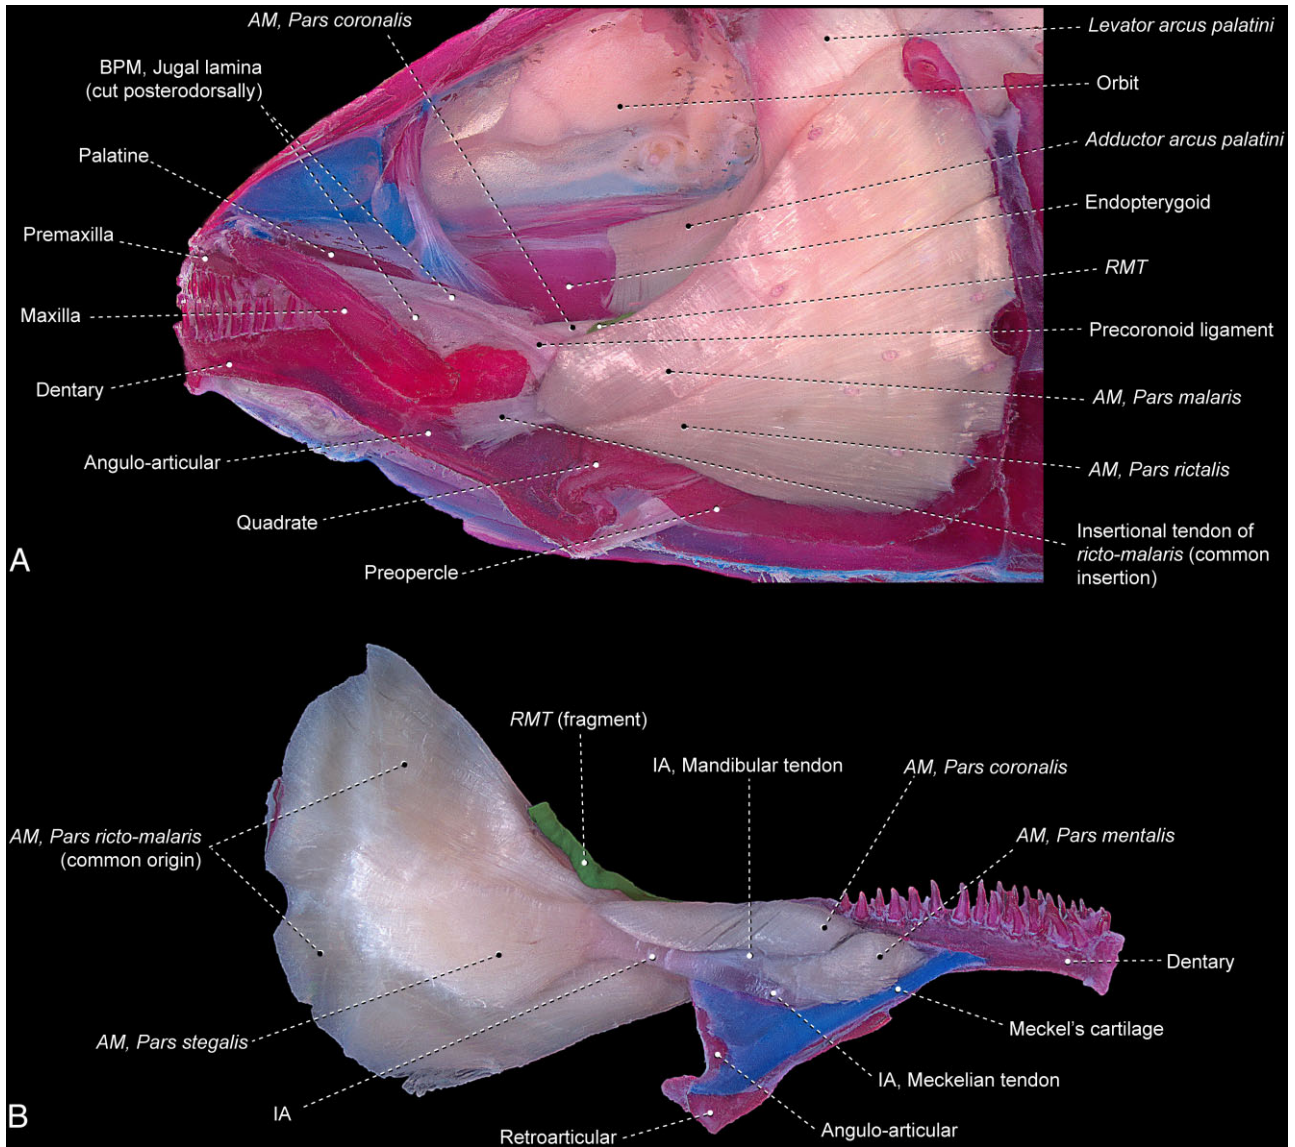 AM, Pars coronalis
BPM, Jugal lamina
(cut posterodorsally)
Palatine
Premaxilla
Maxilla
Dentary
Angulo-articular
Quadrate
Preopercle
Levator arcus palatini
Orbit
Adductor arcus palatini
Endopterygoid
RMT
Precoronoid ligament
AM, Pars malaris
AM, Pars rictalis
Insertional tendon of
ricto-malaris (common
insertion)
A
RMT (fragment)
IA, Mandibular tendon
AM, Pars coronalis
AM, Pars mentalis
AM, Pars ricto-malaris
(common origin)
Dentary
AM, Pars stegalis
Meckel's cartilage
IA, Meckelian tendon
IA
Angulo-articular
Retroarticular
B